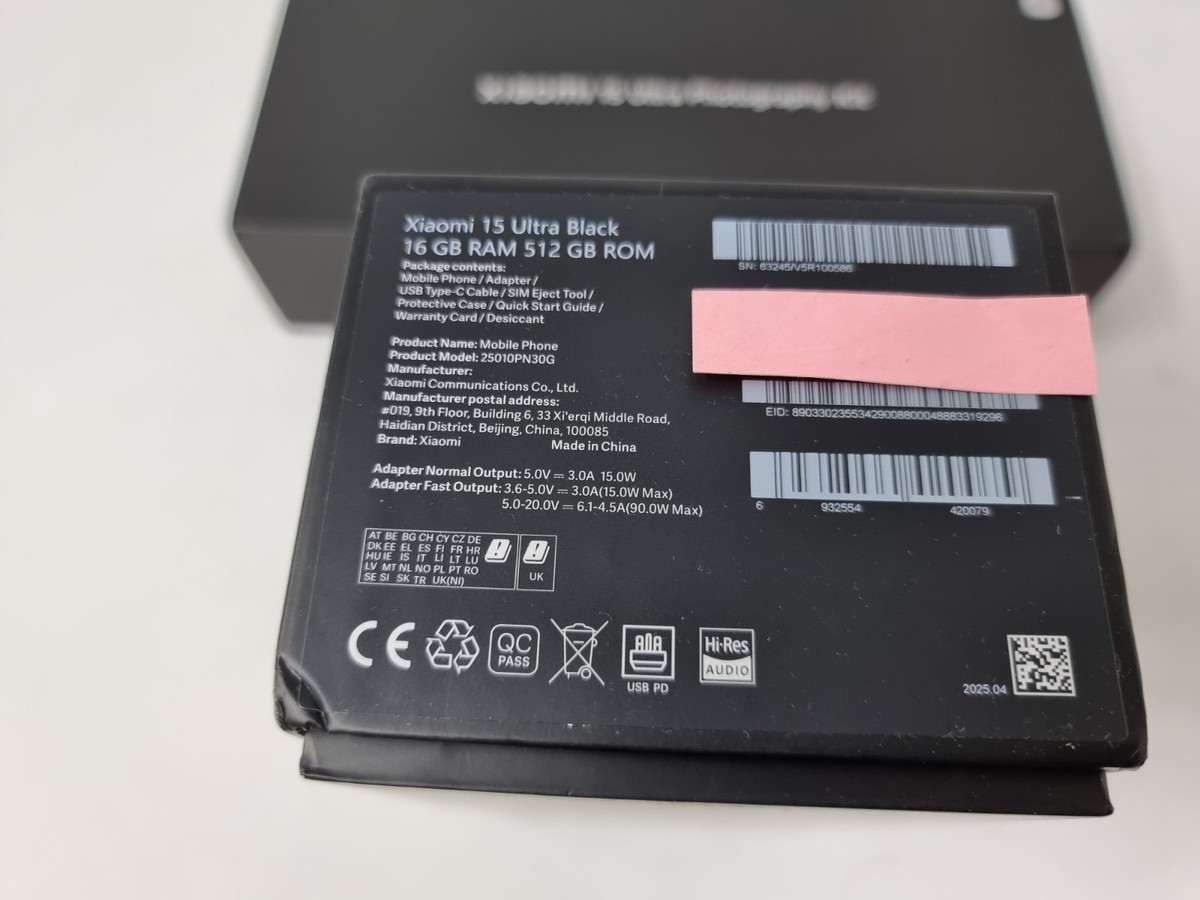 XIAOMI 15 Ultra Photography Kit
Xiaomi 15 Ultra Black
16 GB RAM 512 GB ROM
Package contents:
Mobile Phone / Adapter /
USB Type-C Cable / SIM Eject Tool /
Protective Case / Quick Start Guide /
Warranty Card / Desiccant
Product Name: Mobile Phone
Product Model: 25010PN30G
Manufacturer:
Xiaomi Communications Co., Ltd.
Manufacturer postal address:
#019, 9th Floor, Building 6, 33 Xi'erqi Middle Road,
Haidian District, Beijing, China, 100085
Brand: Xiaomi Made in China
Adapter Normal Output: 5.0V ⎓ 3.0A 15.0W
Adapter Fast Output: 3.6-5.0V ⎓ 3.0A(15.0W Max)
5.0-20.0V ⎓ 6.1-4.5A(90.0W Max)
AT BE BG CH CY CZ DE
DK EE EL ES FI FR HR
HU IE IS IT LI LT LU
LV MT NL NO PL PT RO
SE SI SK TR UK(NI)
UK
CE
QC
PASS
USB PD
Hi-Res
AUDIO
SN: 63245/V5R100586
EID: 89033023553429008800048883319296
6 932554 420079
2025.04